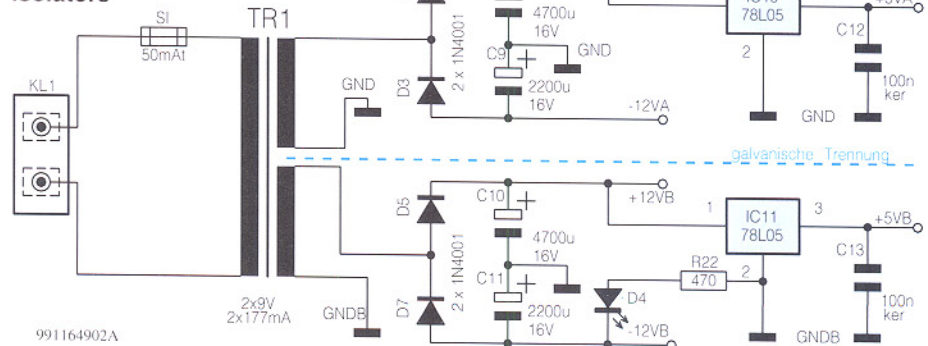 SI
TR1
50mAt
KL1
GND
D3
2 x 1N4001
4700u
16V
C9
+
GND
2200u
16V
-12VA
78L05
2
+5VA
C12
100n
ker
GND
galvanische Trennung
D5
2 x 1N4001
D7
C10
+
4700u
16V
C11
+
2200u
16V
+12VB
1
IC11
78L05
3
+5VB
C13
R22
470
2
D4
-12VB
100n
ker
GNDB
2x9V
2x177mA
GNDB
991164902A